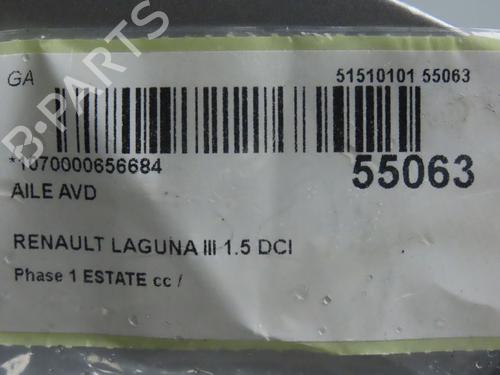 GA
51510101 55063
*1070000656684
55063
AILE AVD
RENAULT LAGUNA III 1.5 DCI
Phase 1 ESTATE cc /
B-PARTS